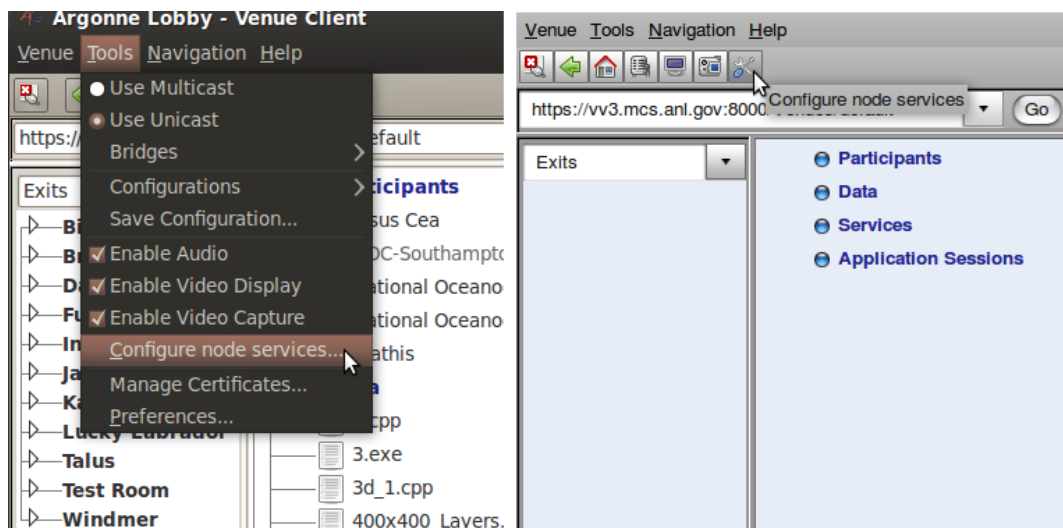 Argonne Lobby - Venue Client
Venue Tools Navigation Help
Use Multicast
Use Unicast
Bridges
Configurations
Save Configuration...
Enable Audio
Enable Video Display
Enable Video Capture
Configure node services...
Manage Certificates...
Preferences...
https://
efault
Exits
Lucky Labrador
Talus
Test Room
Windmer
ticipants
sus Cea
OC-Southampto
ational Oceano
ational Oceano
athis
.cpp
3.exe
3d_1.cpp
400x400_Layers.
Venue Tools Navigation Help
Configure node services
https://vv3.mcs.anl.gov:8000
Go
Exits
Participants
Data
Services
Application Sessions